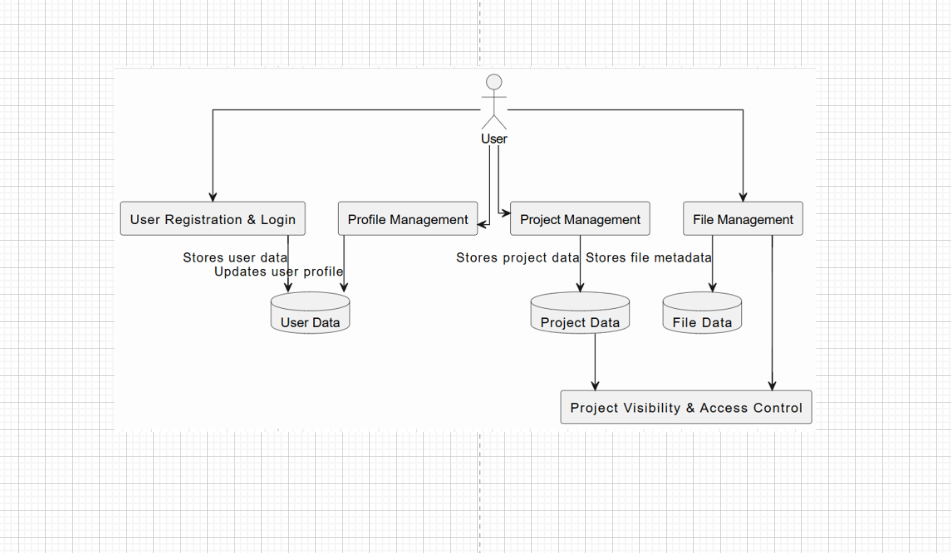 User
User Registration & Login
Profile Management
Project Management
File Management
Stores user data
Updates user profile
Stores project data
Stores file metadata
User Data
Project Data
File Data
Project Visibility & Access Control